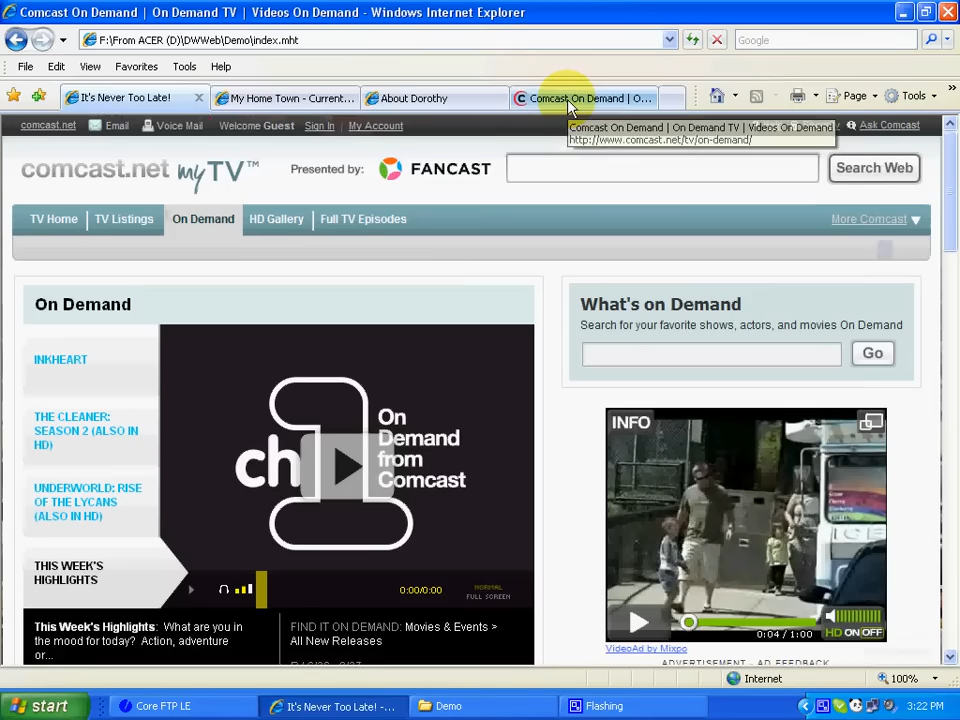 Comcast On Demand | On Demand TV | Videos On Demand - Windows Internet Explorer
F:\From ACER (D)\DWWeb\Demo\index.mht
Google
File Edit View Favorites Tools Help
It's Never Too Late!
My Home Town - Current...
About Dorothy
Comcast On Demand | O...
Page
Tools
Comcast On Demand | On Demand TV | Videos On Demand
http://www.comcast.net/tv/on-demand/
comcast.net Email Voice Mail Welcome Guest Sign In My Account
Ask Comcast
comcast.net myTV™ Presented by: FANCAST
Search Web
TV Home TV Listings On Demand HD Gallery Full TV Episodes
More Comcast
On Demand
INKHEART
THE CLEANER:
SEASON 2 (ALSO IN
HD)
UNDERWORLD: RISE
OF THE LYCANS
(ALSO IN HD)
THIS WEEK'S
HIGHLIGHTS
ch1
On
Demand
from
Comcast
0:00/0:00
NORMAL
FULL SCREEN
This Week's Highlights: What are you in
the mood for today? Action, adventure
or...
FIND IT ON DEMAND: Movies & Events >
All New Releases
What's on Demand
Search for your favorite shows, actors, and movies On Demand
Go
INFO
ICE
0:04 / 1:00
HD ON OFF
VideoAd by Mixpo
ADVERTISEMENT - AD FEEDBACK
Internet
100%
start
Core FTP LE
It's Never Too Late! -...
Demo
Flashing
3:22 PM